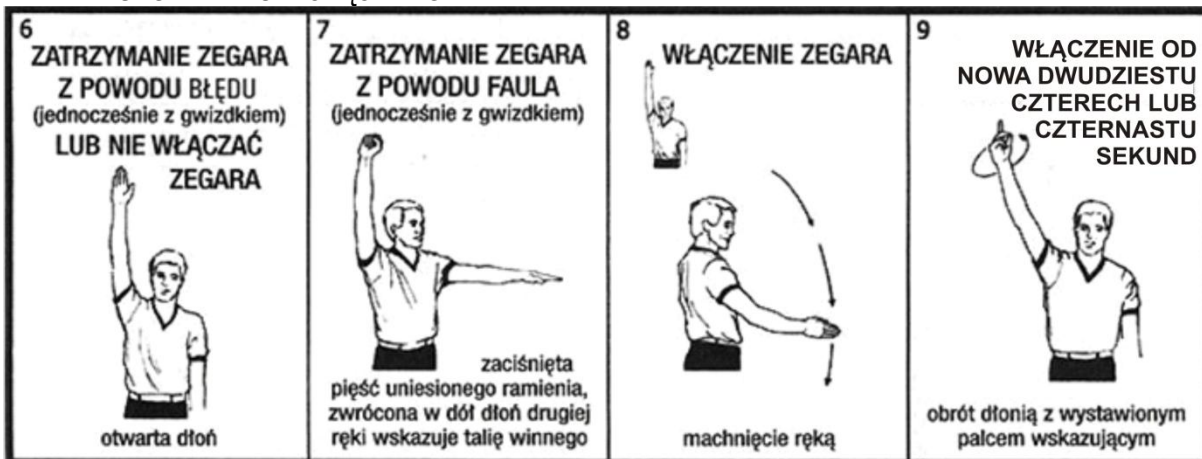 6
ZATRZYMANIE ZEGARA
Z POWODU BŁĘDU
(jednocześnie z gwizdkiem)
LUB NIE WŁĄCZAĆ
ZEGARA
otwarta dłoń
7
ZATRZYMANIE ZEGARA
Z POWODU FAULA
(jednocześnie z gwizdkiem)
zaciśnięta
pięść uniesionego ramienia,
zwrócona w dół dłoń drugiej
ręki wskazuje talię winnego
8
WŁĄCZENIE ZEGARA
machnięcie ręką
9
WŁĄCZENIE OD
NOWA DWUDZIESTU
CZTERECH LUB
CZTERNASTU
SEKUND
obrót dłonią z wystawionym
palcem wskazującym